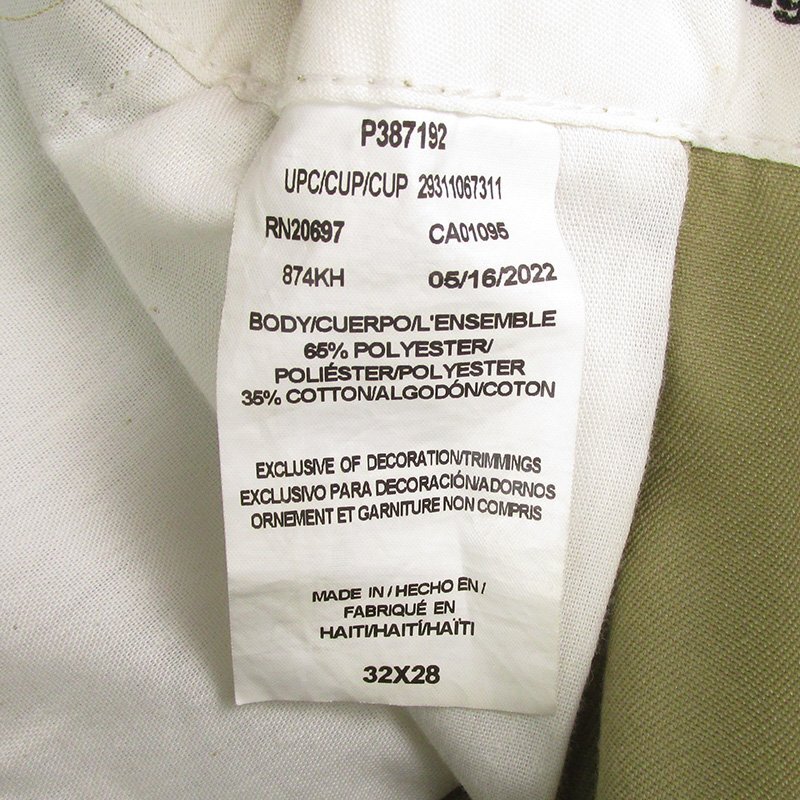 P387192
UPC/CUP/CUP 29311067311
RN20697 CA01095
874KH 05/16/2022
BODY/CUERPO/L'ENSEMBLE
65% POLYESTER/
POLIÉSTER/POLYESTER
35% COTTON/ALGODÓN/COTON
EXCLUSIVE OF DECORATION/TRIMMINGS
EXCLUSIVO PARA DECORACIÓN/ADORNOS
ORNEMENT ET GARNITURE NON COMPRIS
MADE IN / HECHO EN /
FABRIQUÉ EN
HAITI/HAITÍ/HAÏTI
32X28